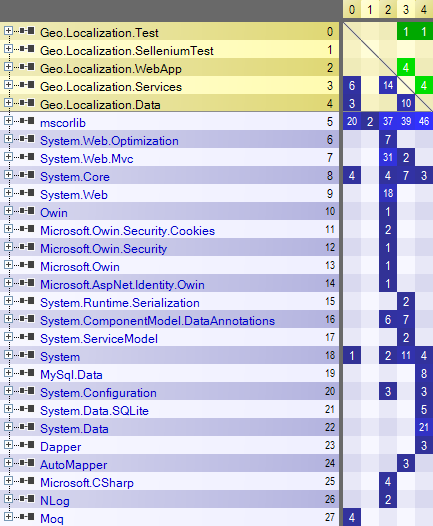 0 1 2 3 4
Geo.Localization.Test 0 1 1
Geo.Localization.SelleniumTest 1
Geo.Localization.WebApp 2 4
Geo.Localization.Services 3 6 14 4
Geo.Localization.Data 4 3 10
mscorlib 5 20 2 37 39 46
System.Web.Optimization 6 7
System.Web.Mvc 7 31 2
System.Core 8 4 4 7 3
System.Web 9 18
Owin 10 1
Microsoft.Owin.Security.Cookies 11 2
Microsoft.Owin.Security 12 1
Microsoft.Owin 13 1
Microsoft.AspNet.Identity.Owin 14 1
System.Runtime.Serialization 15 2
System.ComponentModel.DataAnnotations 16 6 7
System.ServiceModel 17 2
System 18 1 2 11 4
MySql.Data 19 8
System.Configuration 20 3 3
System.Data.SQLite 21 5
System.Data 22 21
Dapper 23 3
AutoMapper 24 3
Microsoft.CSharp 25 4
NLog 26 2
Moq 27 4